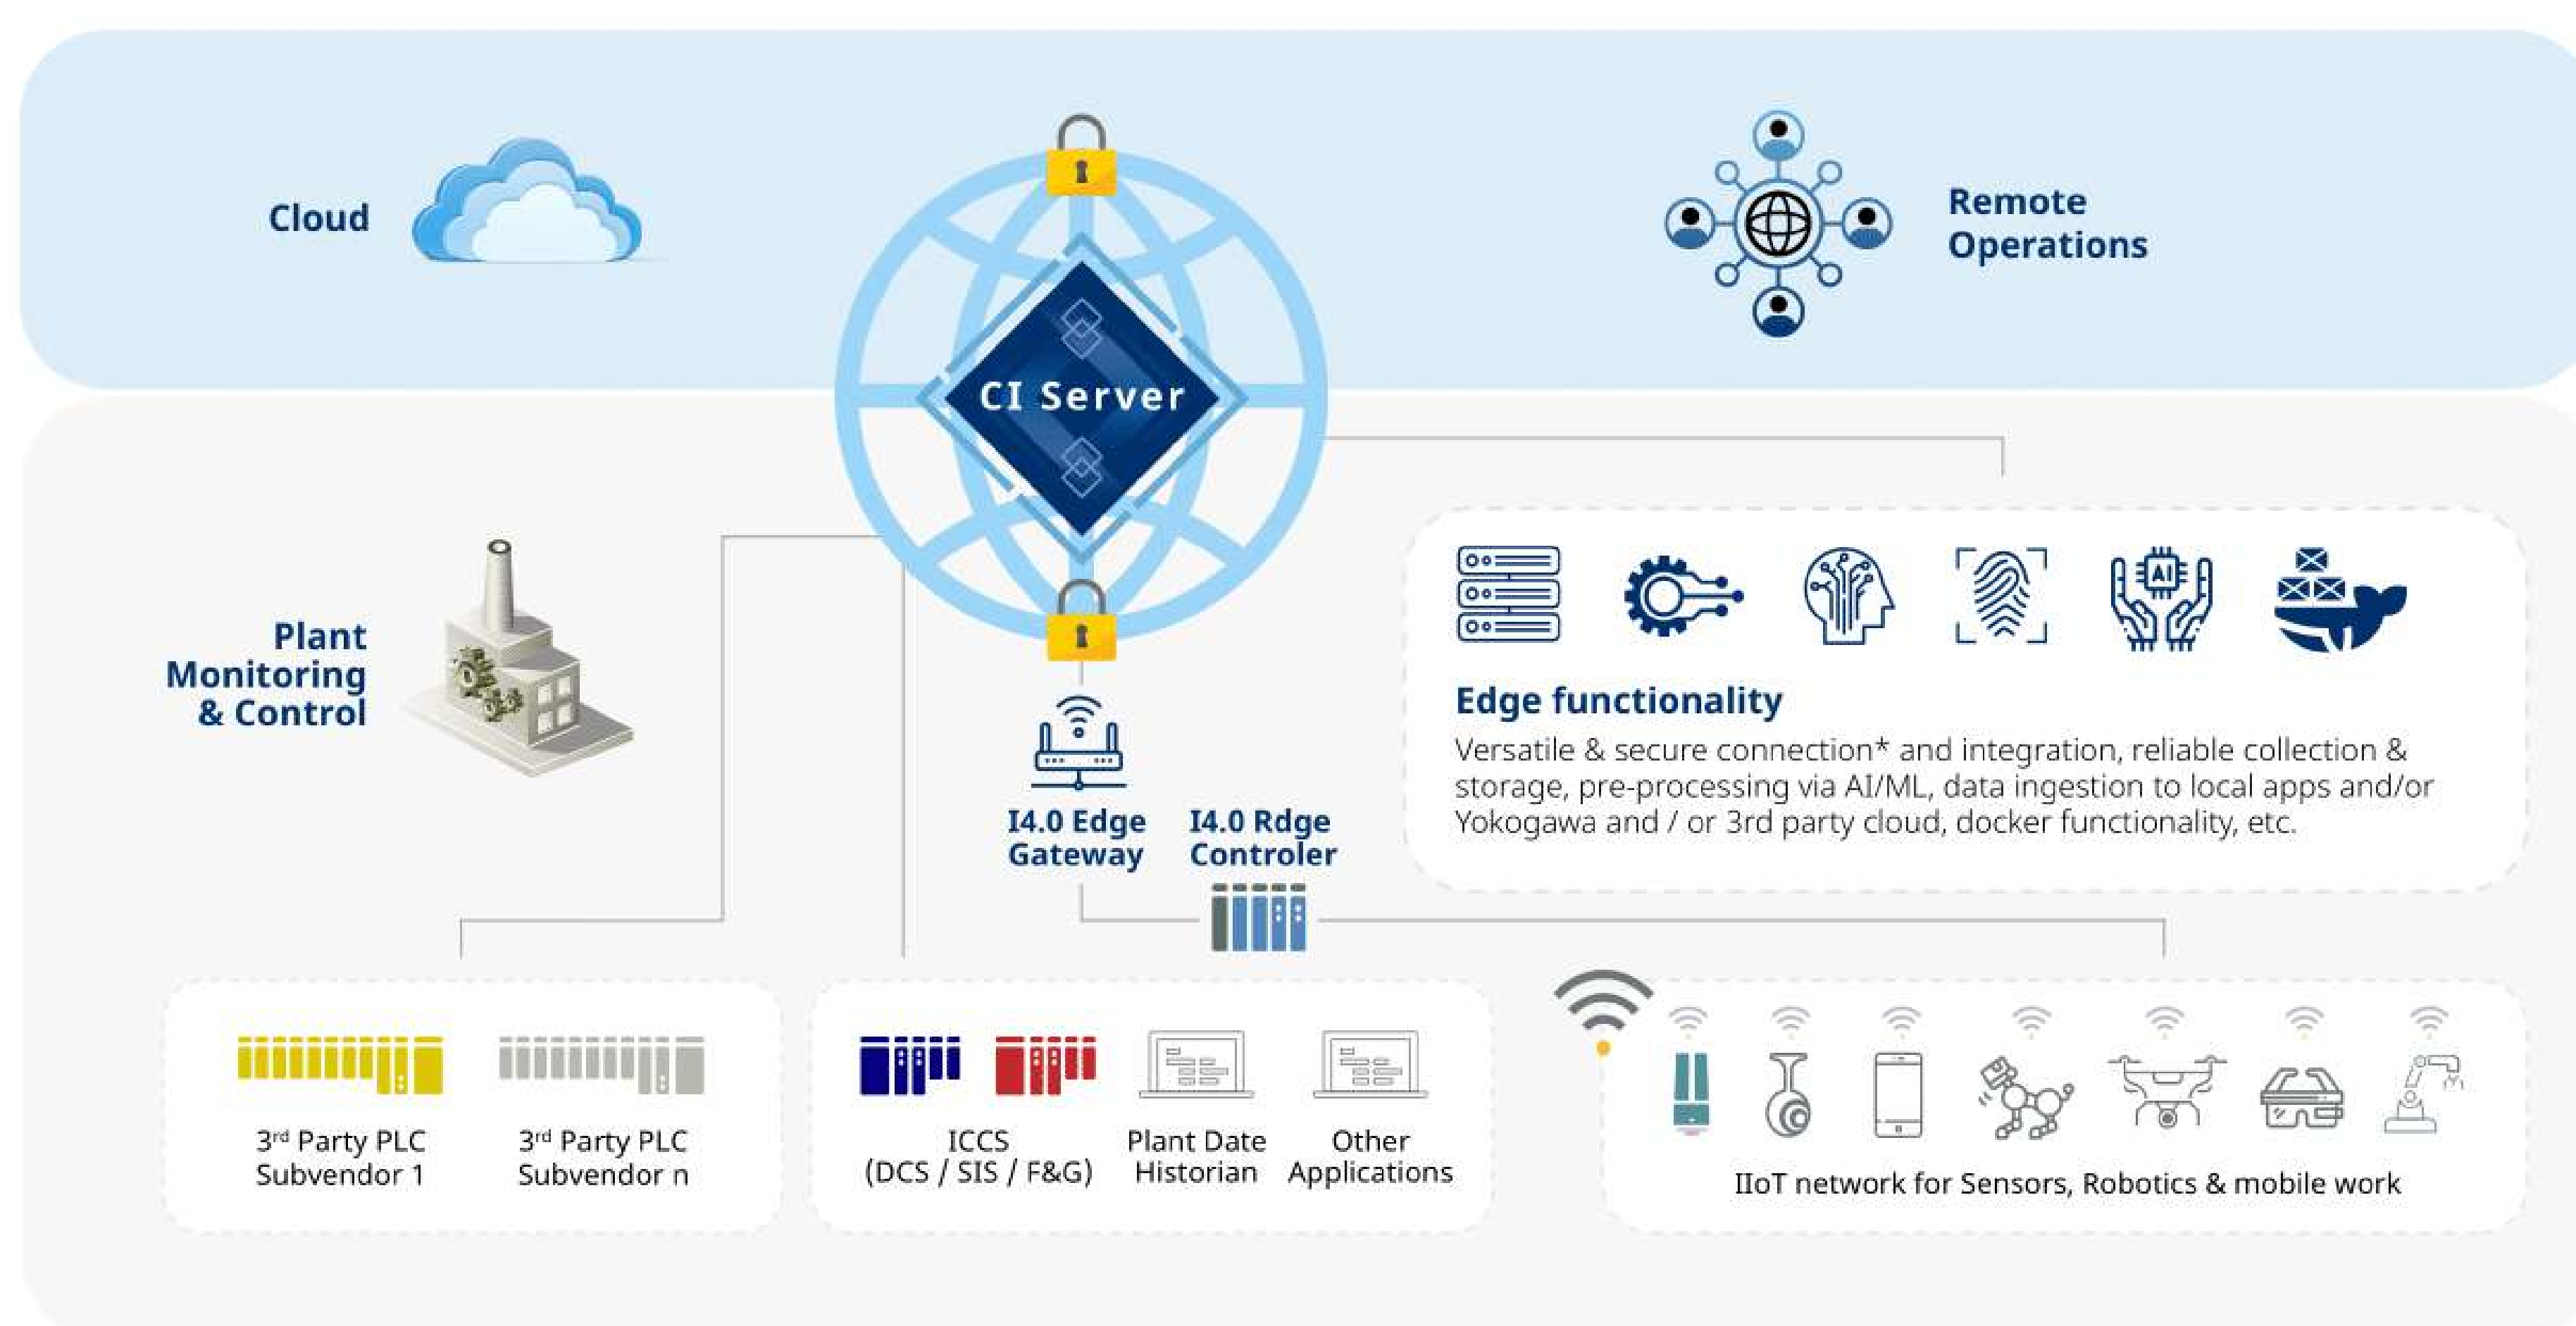 Cloud
Remote
Operations
CI Server
Plant
Monitoring
& Control
AI
Edge functionality
Versatile & secure connection* and integration, reliable collection &
storage, pre-processing via AI/ML, data ingestion to local apps and/or
Yokogawa and / or 3rd party cloud, docker functionality, etc.
I4.0 Edge
Gateway
I4.0 Rdge
Controler
3rd Party PLC
Subvendor 1
3rd Party PLC
Subvendor n
ICCS
(DCS / SIS / F&G)
Plant Date
Historian
Other
Applications
IIoT network for Sensors, Robotics & mobile work